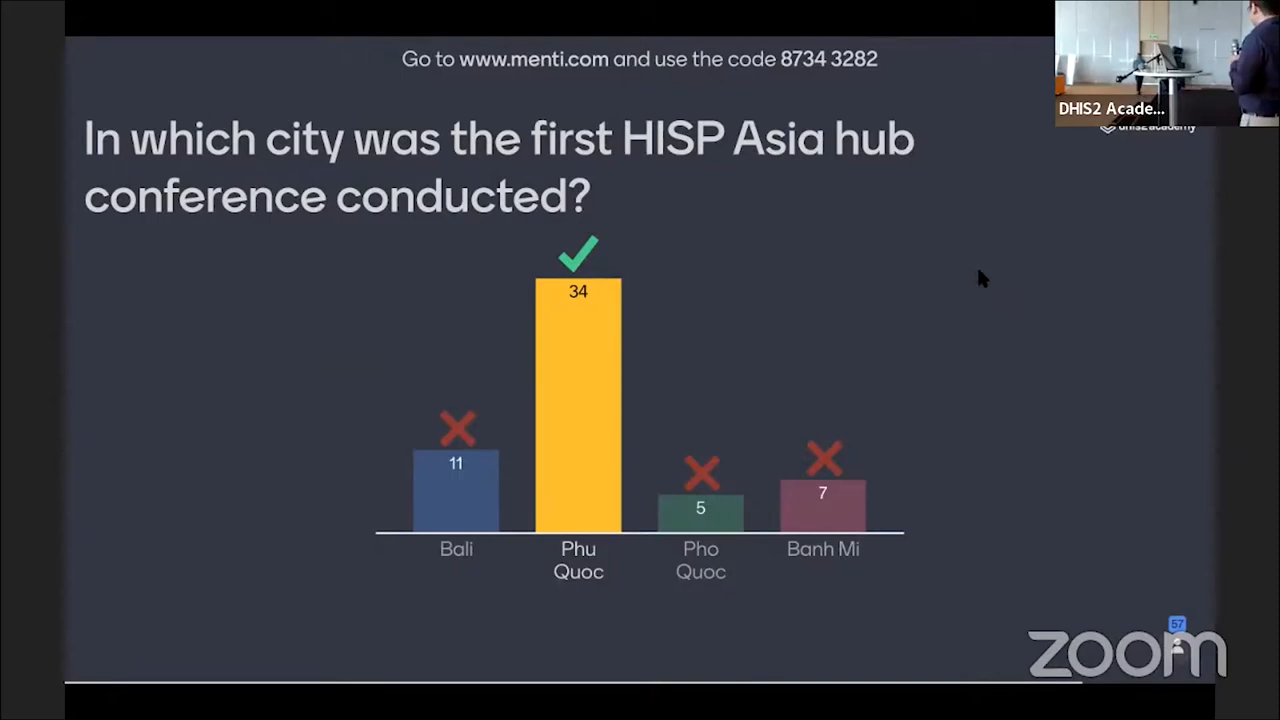 Go to www.menti.com and use the code 8734 3282
DHIS2 Acade...
dhis2academy
In which city was the first HISP Asia hub
conference conducted?
34
11
5
7
Bali
Phu
Quoc
Pho
Quoc
Banh Mi
57
zoom